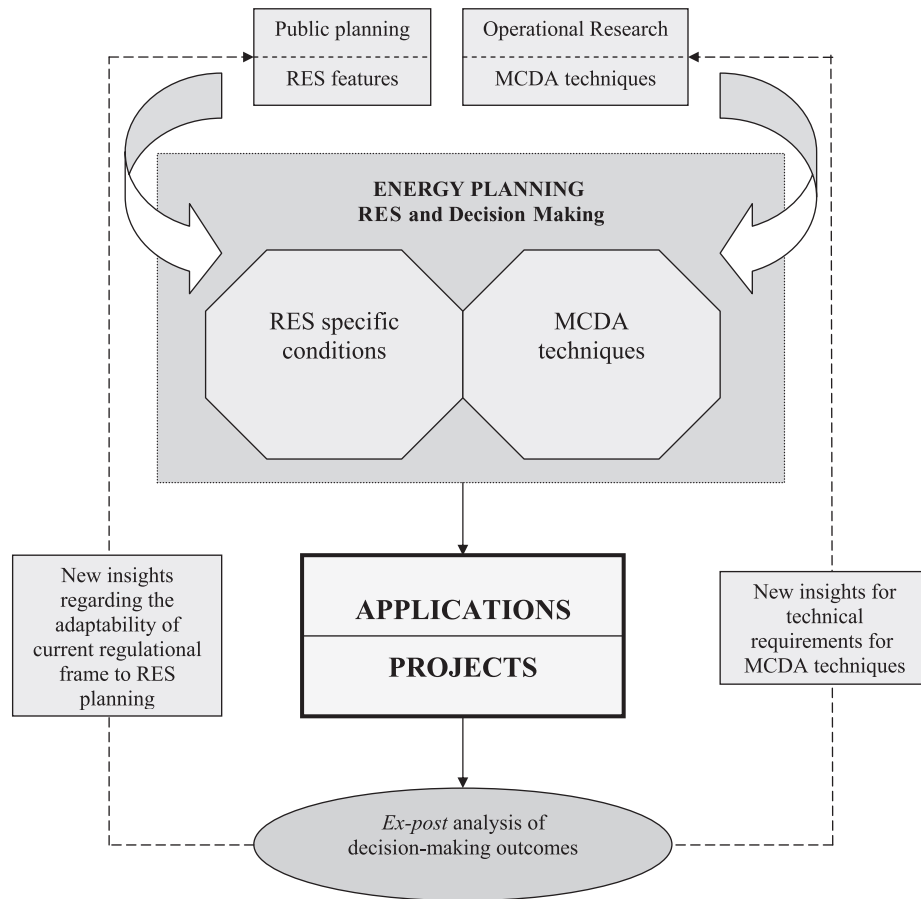 Public planning
RES features
Operational Research
MCDA techniques
ENERGY PLANNING
RES and Decision Making
RES specific
conditions
MCDA
techniques
New insights
regarding the
adaptability of
current regulational
frame to RES
planning
APPLICATIONS
PROJECTS
New insights for
technical
requirements for
MCDA techniques
Ex-post analysis of
decision-making outcomes